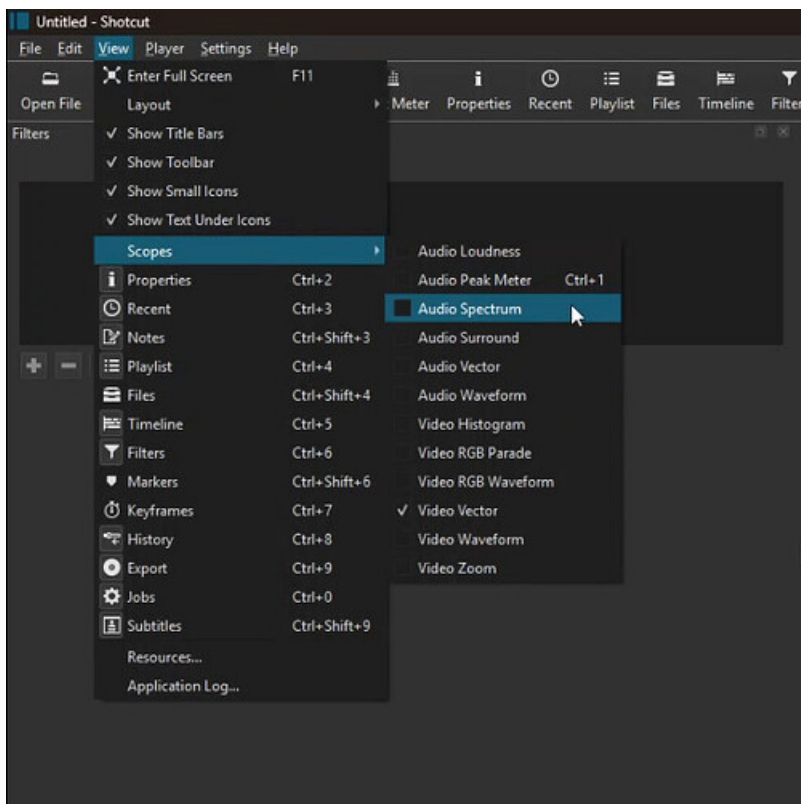 Untitled - Shotcut
File Edit View Player Settings Help
Open File Meter Properties Recent Playlist Files Timeline Filter
Filters
Enter Full Screen F11
Layout
Show Title Bars
Show Toolbar
Show Small Icons
Show Text Under Icons
Scopes
Properties Ctrl+2
Recent Ctrl+3
Notes Ctrl+Shift+3
Playlist Ctrl+4
Files Ctrl+Shift+4
Timeline Ctrl+5
Filters Ctrl+6
Markers Ctrl+Shift+6
Keyframes Ctrl+7
History Ctrl+8
Export Ctrl+9
Jobs Ctrl+0
Subtitles Ctrl+Shift+9
Resources...
Application Log...
Audio Loudness
Audio Peak Meter Ctrl+1
Audio Spectrum
Audio Surround
Audio Vector
Audio Waveform
Video Histogram
Video RGB Parade
Video RGB Waveform
Video Vector
Video Waveform
Video Zoom